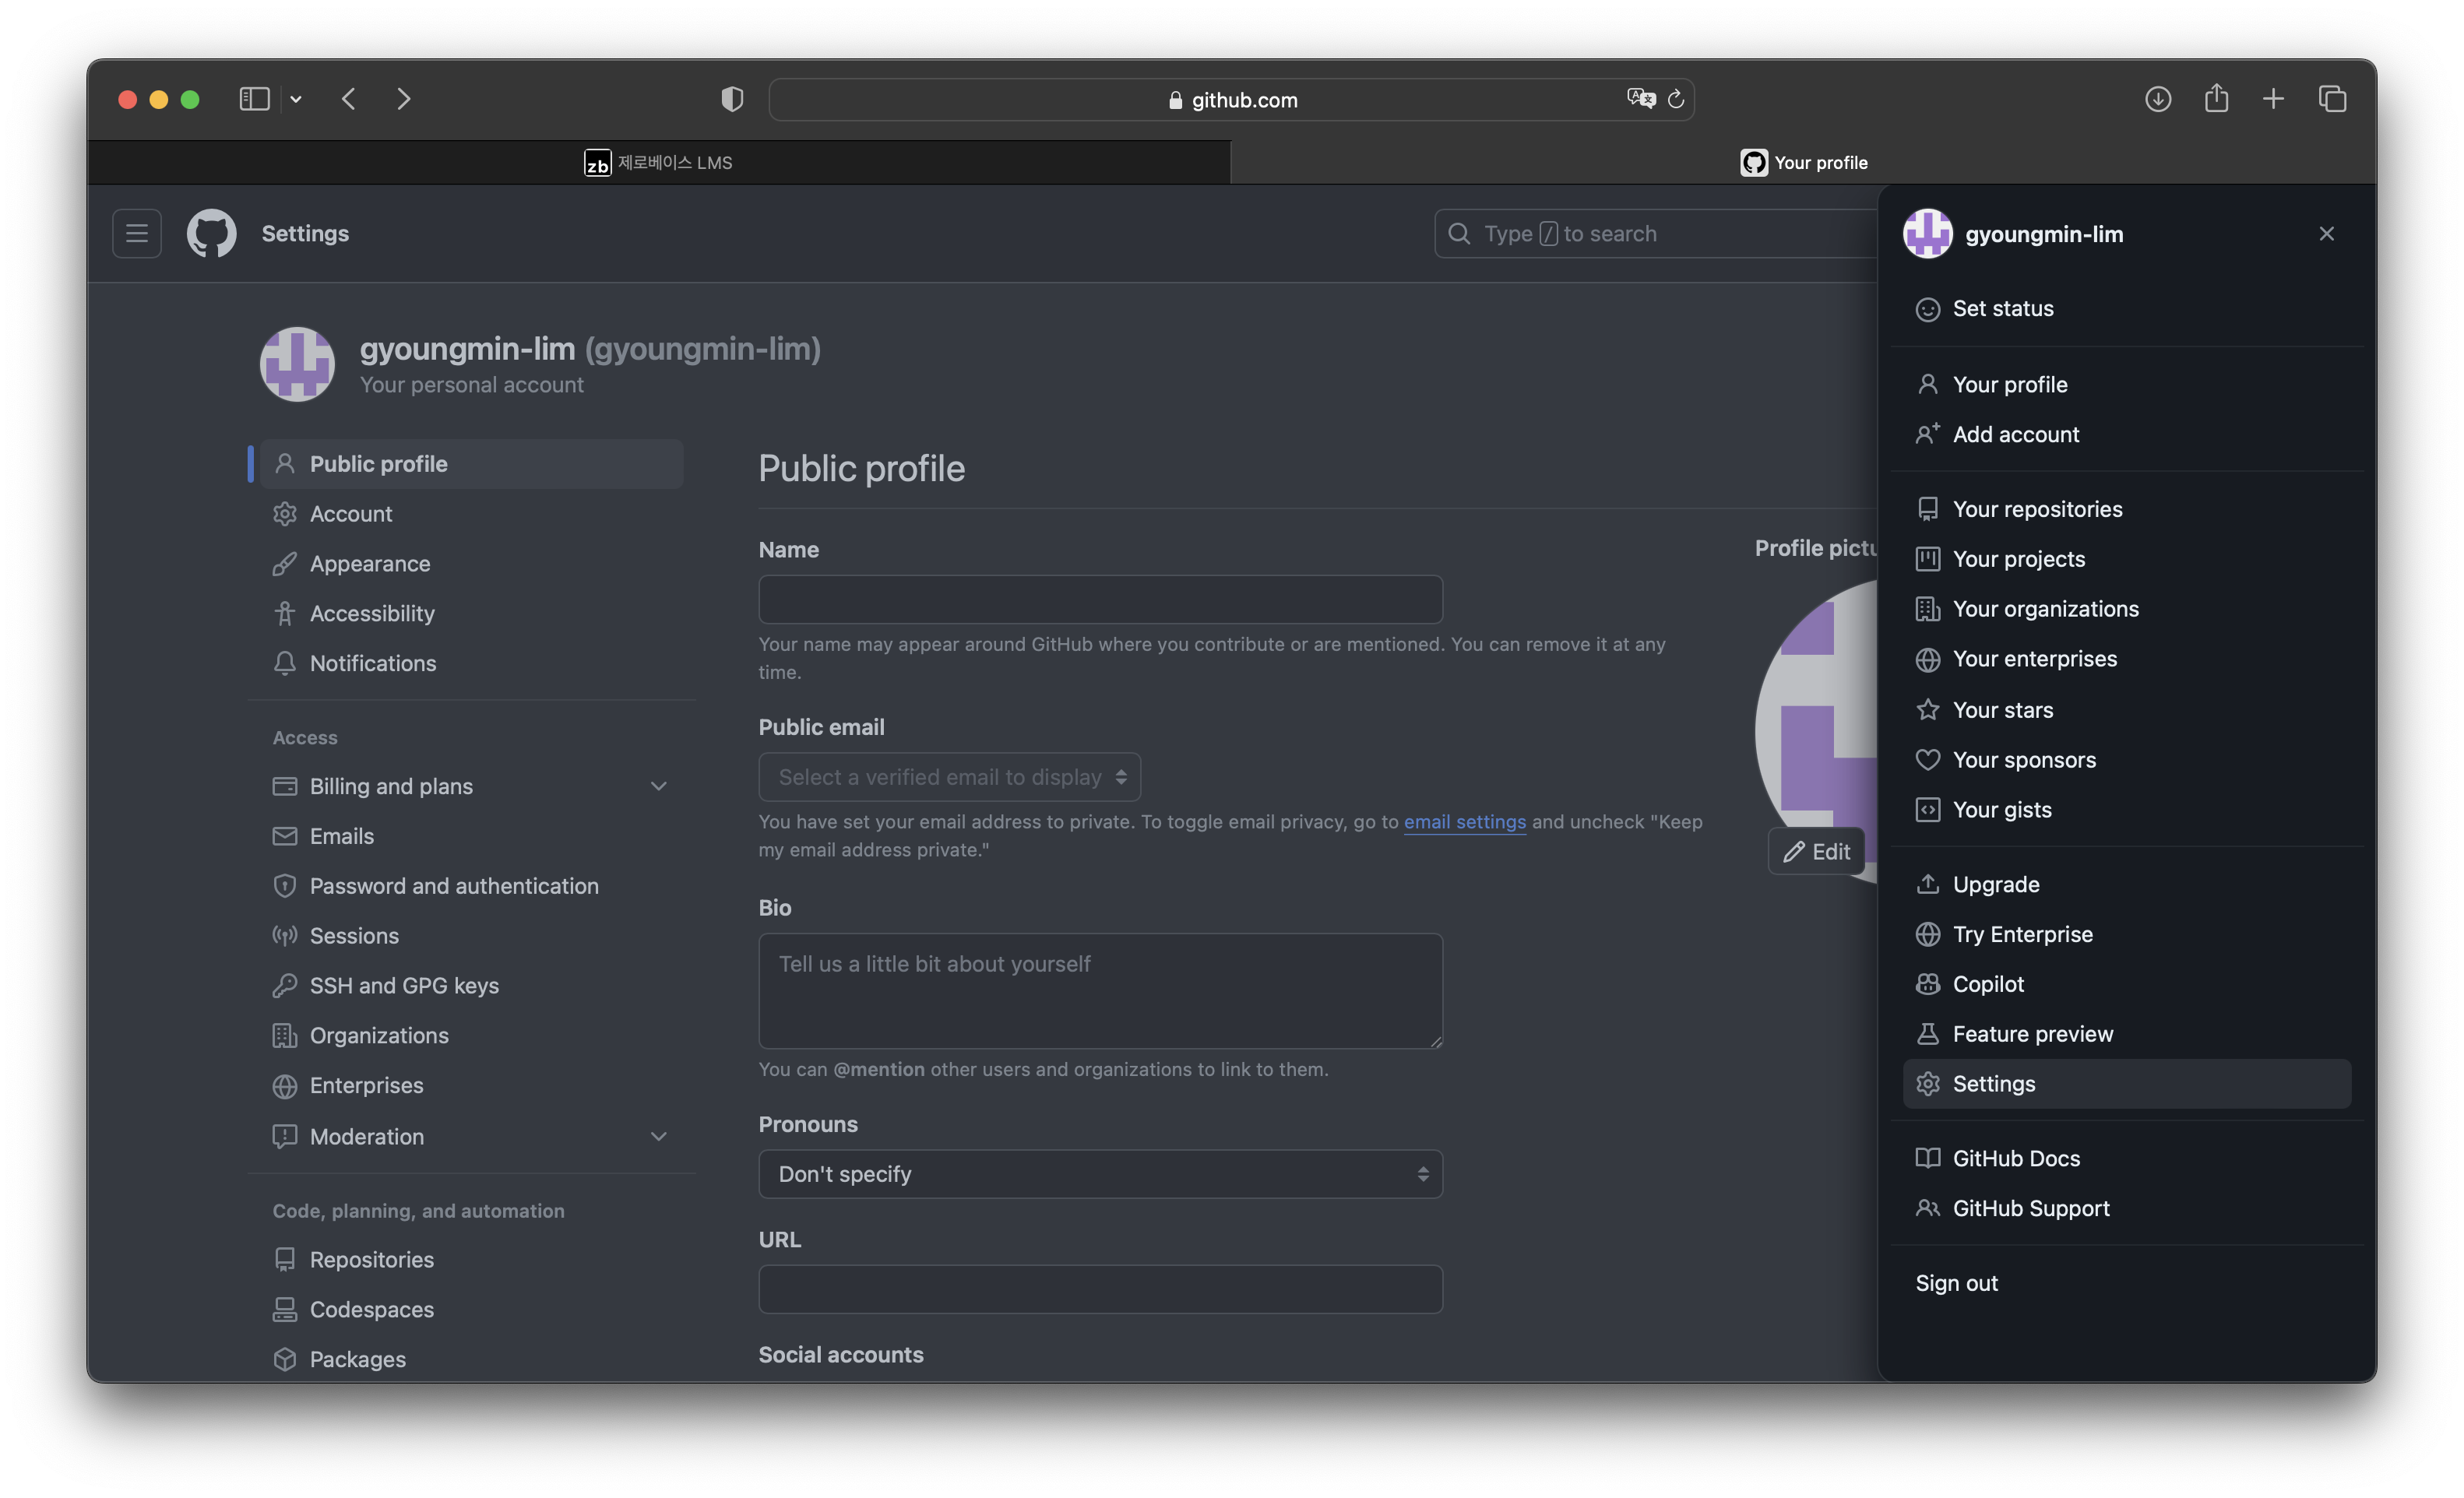 github.com
zb 제로베이스 LMS
Your profile
Settings
Type / to search
gyoungmin-lim (gyoungmin-lim)
Your personal account
Public profile
Account
Appearance
Accessibility
Notifications
Access
Billing and plans
Emails
Password and authentication
Sessions
SSH and GPG keys
Organizations
Enterprises
Moderation
Code, planning, and automation
Repositories
Codespaces
Packages
Public profile
Name
Your name may appear around GitHub where you contribute or are mentioned. You can remove it at any
time.
Public email
Select a verified email to display
You have set your email address to private. To toggle email privacy, go to email settings and uncheck "Keep
my email address private."
Bio
Tell us a little bit about yourself
You can @mention other users and organizations to link to them.
Pronouns
Don't specify
URL
Social accounts
Profile pictu
Edit
gyoungmin-lim
Set status
Your profile
Add account
Your repositories
Your projects
Your organizations
Your enterprises
Your stars
Your sponsors
Your gists
Upgrade
Try Enterprise
Copilot
Feature preview
Settings
GitHub Docs
GitHub Support
Sign out